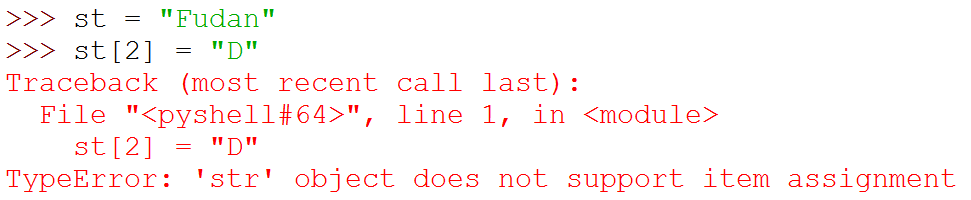 >>> st = "Fudan"
>>> st[2] = "D"
Traceback (most recent call last):
  File "<pyshell#64>", line 1, in <module>
    st[2] = "D"
TypeError: 'str' object does not support item assignment